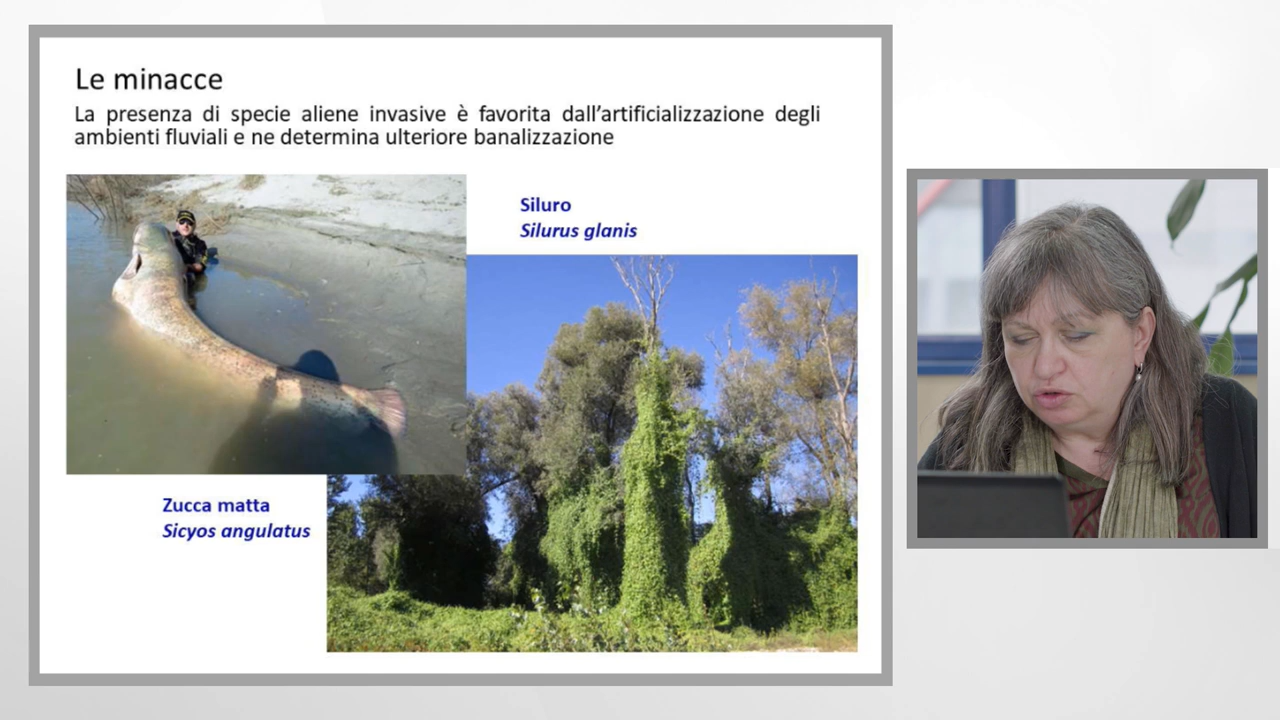 Le minacce
La presenza di specie aliene invasive è favorita dall'artificializzazione degli
ambienti fluviali e ne determina ulteriore banalizzazione
Siluro
Silurus glanis
Zucca matta
Sicyos angulatus